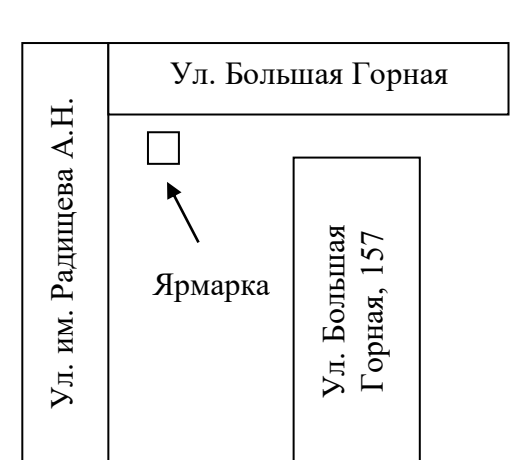 Ул. Большая Горная
Ул. им. Радищева А.Н.
Ярмарка
Ул. Большая
Горная, 157